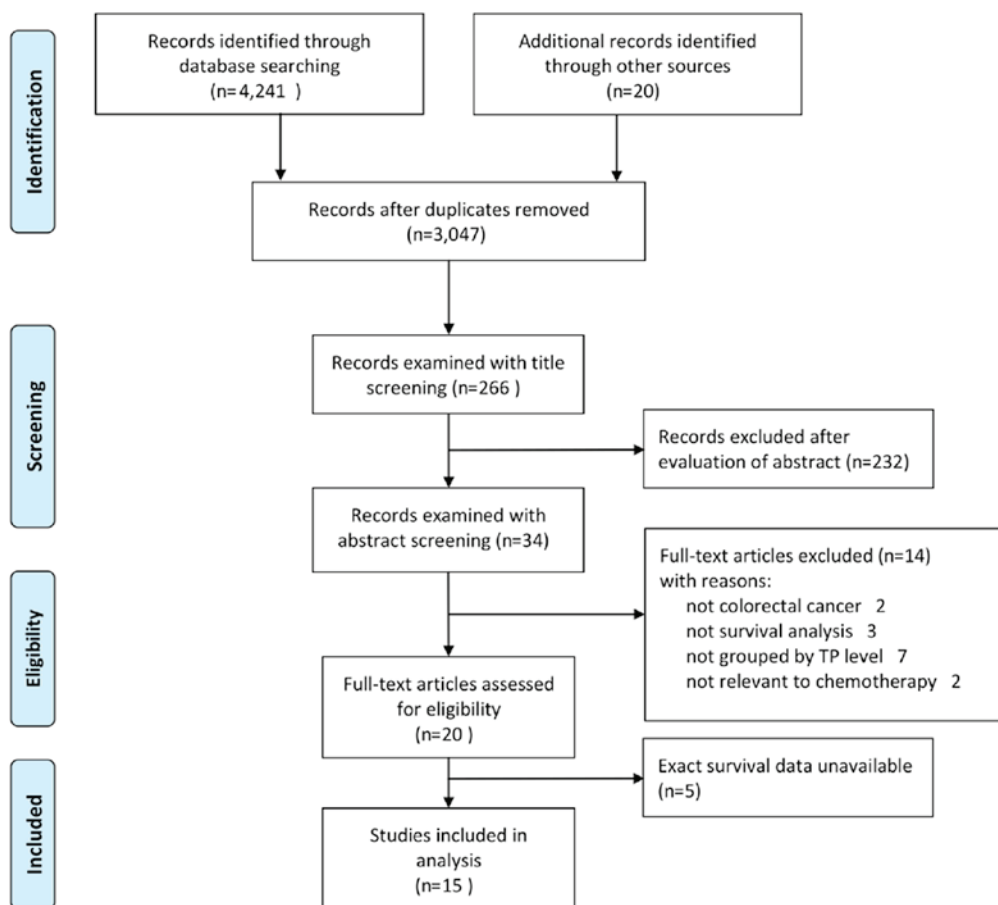 Identification
Records identified through
database searching
(n=4,241 )
Additional records identified
through other sources
(n=20)
Records after duplicates removed
(n=3,047)
Screening
Records examined with title
screening (n=266 )
Records excluded after
evaluation of abstract (n=232)
Records examined with
abstract screening (n=34)
Eligibility
Full-text articles excluded (n=14)
with reasons:
not colorectal cancer 2
not survival analysis 3
not grouped by TP level 7
not relevant to chemotherapy 2
Full-text articles assessed
for eligibility
(n=20 )
Included
Exact survival data unavailable
(n=5)
Studies included in
analysis
(n=15 )